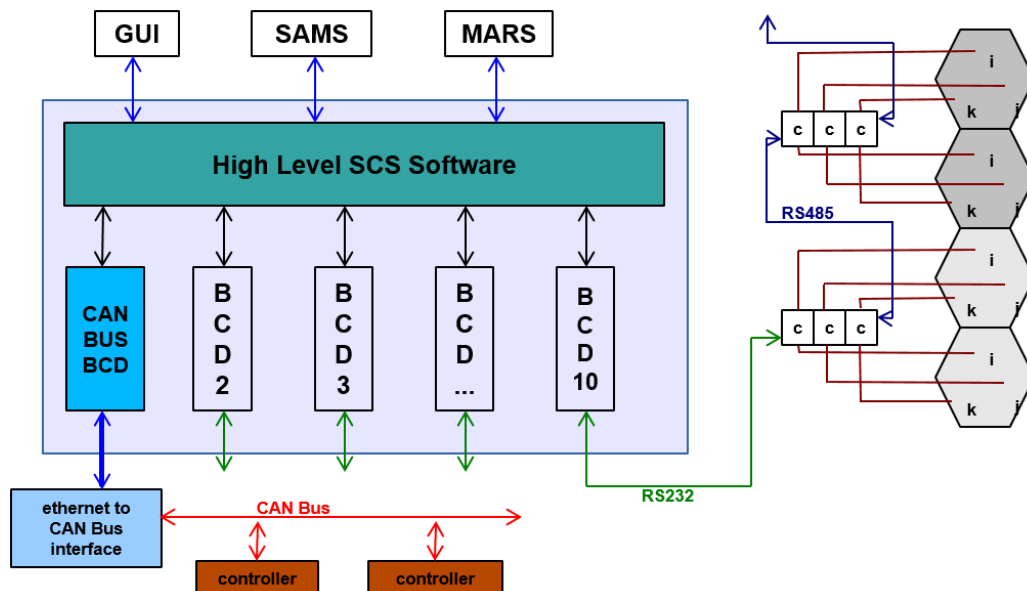 GUI
SAMS
MARS
High Level SCS Software
CAN
BUS
BCD
B
C
D
2
B
C
D
3
B
C
D
...
B
C
D
10
ethernet to
CAN Bus
interface
CAN Bus
controller
controller
RS232
RS485
i
k j
c c c
i
k j
i
k j
c c c
i
k j